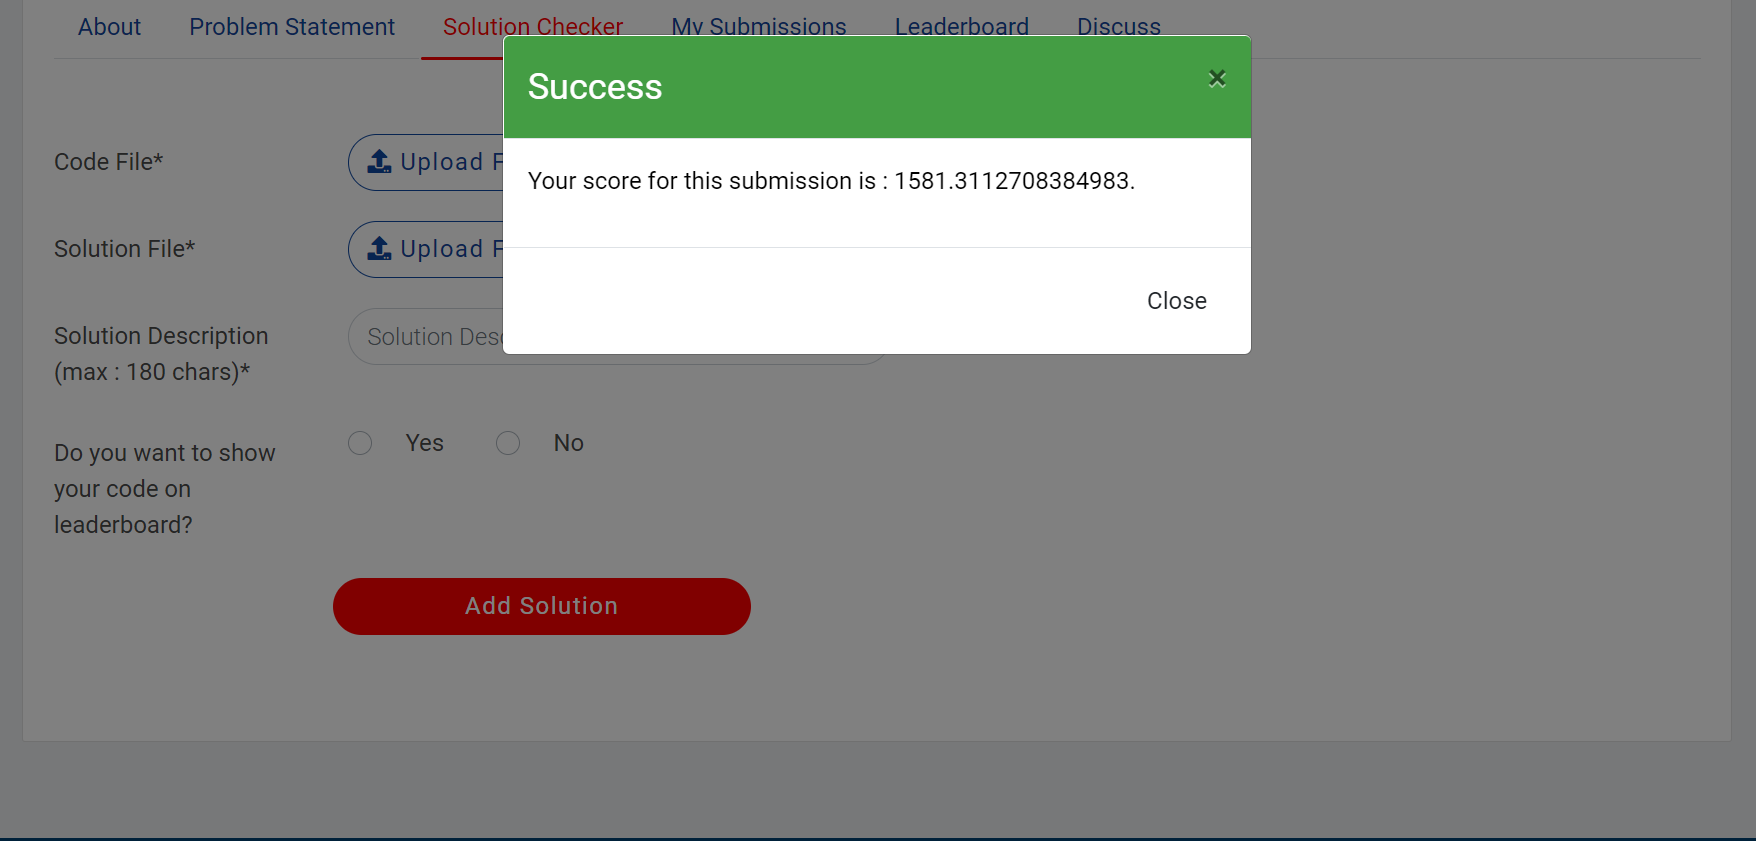 About Problem Statement Solution Checker My Submissions Leaderboard Discuss
Success
×
Your score for this submission is : 1581.3112708384983.
Close
Code File*
Upload F
Solution File*
Upload F
Solution Description
(max : 180 chars)*
Solution Des
Do you want to show
your code on
leaderboard?
Yes No
Add Solution